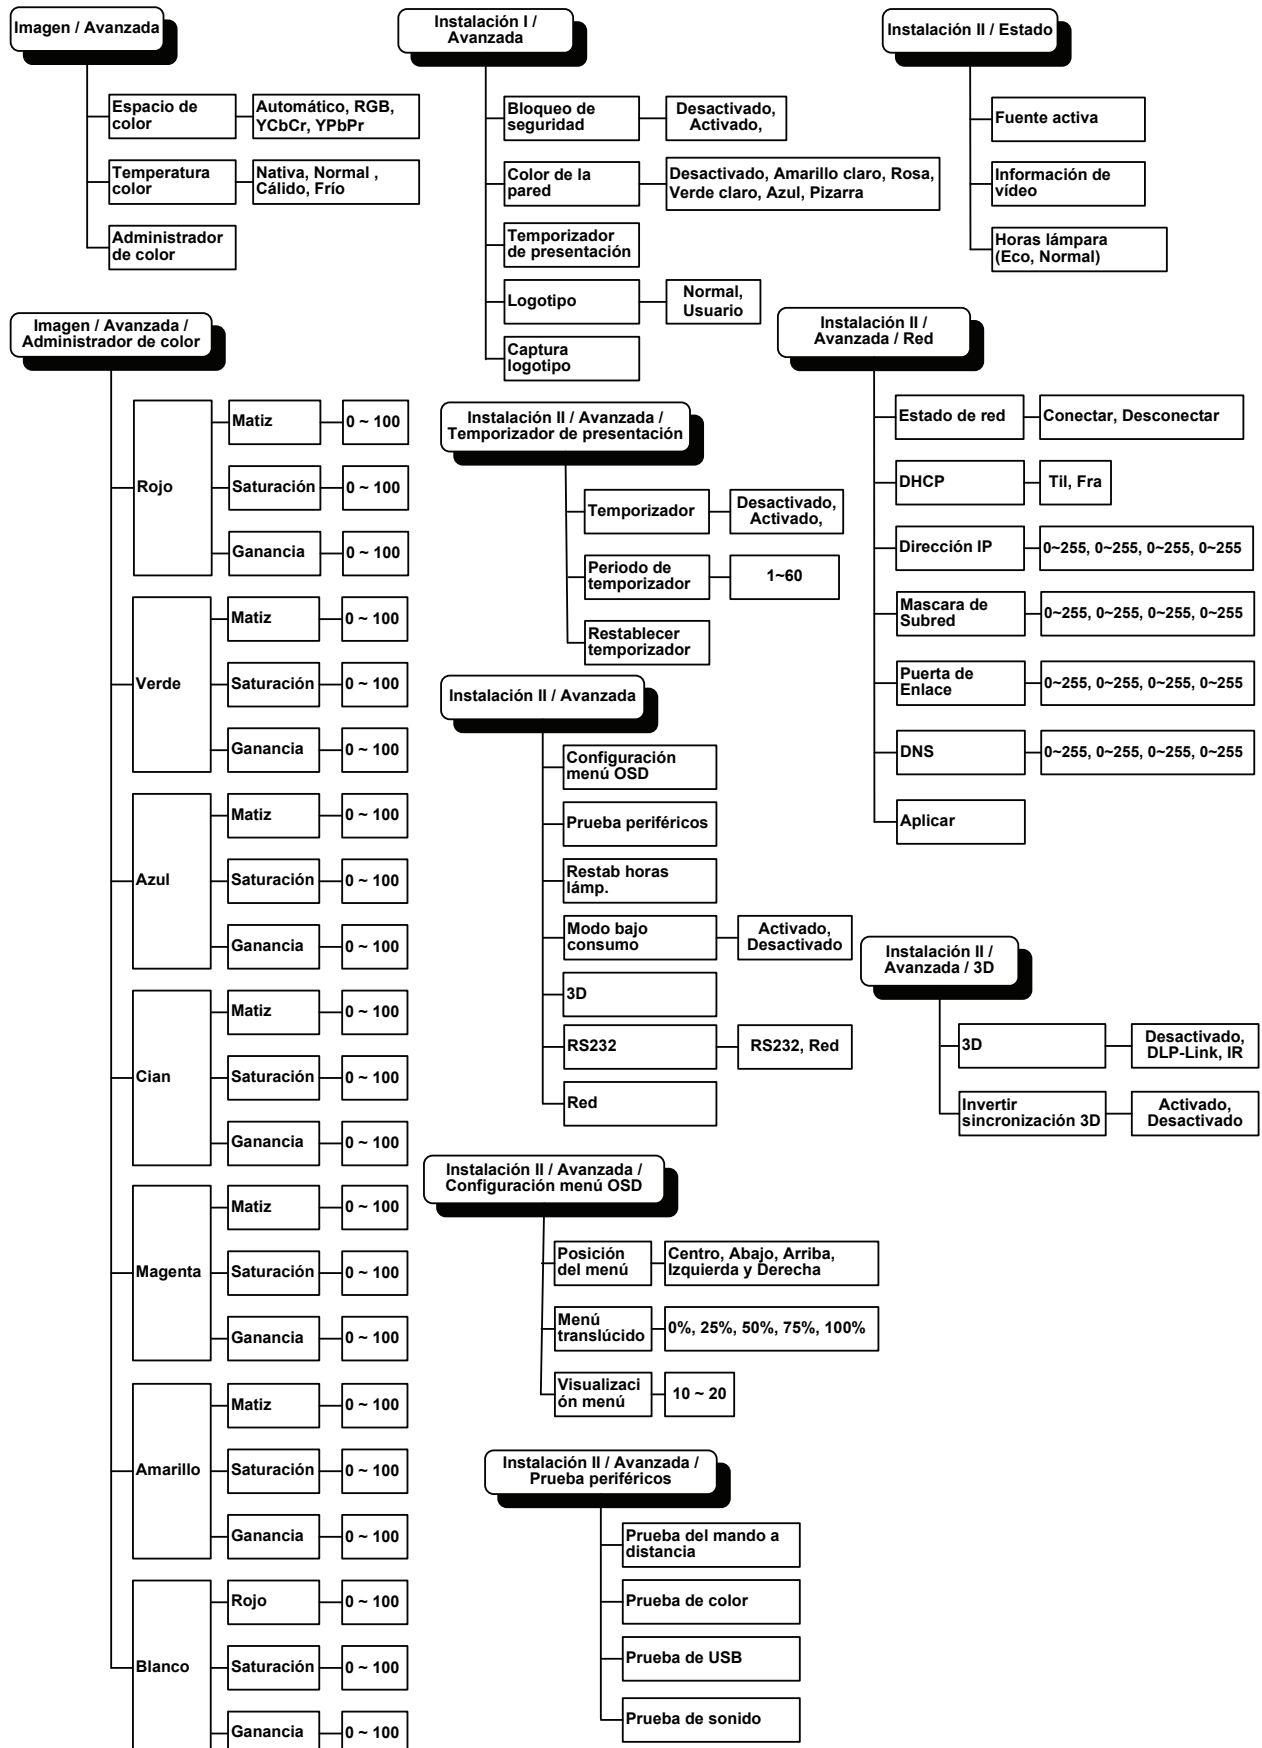 Imagen / Avanzada
Espacio de
color
Automático, RGB,
YCbCr, YPbPr
Temperatura
color
Nativa, Normal ,
Cálido, Frío
Administrador
de color
Instalación I /
Avanzada
Bloqueo de
seguridad
Desactivado,
Activado,
Color de la
pared
Desactivado, Amarillo claro, Rosa,
Verde claro, Azul, Pizarra
Temporizador
de presentación
Logotipo
Normal,
Usuario
Captura
logotipo
Instalación II / Estado
Fuente activa
Información de
vídeo
Horas lámpara
(Eco, Normal)
Imagen / Avanzada /
Administrador de color
Rojo
Matiz
0 ~ 100
Saturación
0 ~ 100
Ganancia
0 ~ 100
Verde
Matiz
0 ~ 100
Saturación
0 ~ 100
Ganancia
0 ~ 100
Azul
Matiz
0 ~ 100
Saturación
0 ~ 100
Ganancia
0 ~ 100
Cian
Matiz
0 ~ 100
Saturación
0 ~ 100
Ganancia
0 ~ 100
Magenta
Matiz
0 ~ 100
Saturación
0 ~ 100
Ganancia
0 ~ 100
Amarillo
Matiz
0 ~ 100
Saturación
0 ~ 100
Ganancia
0 ~ 100
Blanco
Rojo
0 ~ 100
Saturación
0 ~ 100
Ganancia
0 ~ 100
Instalación II / Avanzada /
Temporizador de presentación
Temporizador
Desactivado,
Activado,
Periodo de
temporizador
1~60
Restablecer
temporizador
Instalación II / Avanzada
Configuración
menú OSD
Prueba periféricos
Restab horas
lámp.
Modo bajo
consumo
Activado,
Desactivado
3D
RS232
RS232, Red
Red
Instalación II / Avanzada /
Configuración menú OSD
Posición
del menú
Centro, Abajo, Arriba,
Izquierda y Derecha
Menú
translúcido
0%, 25%, 50%, 75%, 100%
Visualizaci
ón menú
10 ~ 20
Instalación II / Avanzada /
Prueba periféricos
Prueba del mando a
distancia
Prueba de color
Prueba de USB
Prueba de sonido
Instalación II /
Avanzada / Red
Estado de red
Conectar, Desconectar
DHCP
Til, Fra
Dirección IP
0~255, 0~255, 0~255, 0~255
Mascara de
Subred
0~255, 0~255, 0~255, 0~255
Puerta de
Enlace
0~255, 0~255, 0~255, 0~255
DNS
0~255, 0~255, 0~255, 0~255
Aplicar
Instalación II /
Avanzada / 3D
3D
Desactivado,
DLP-Link, IR
Invertir
sincronización 3D
Activado,
Desactivado